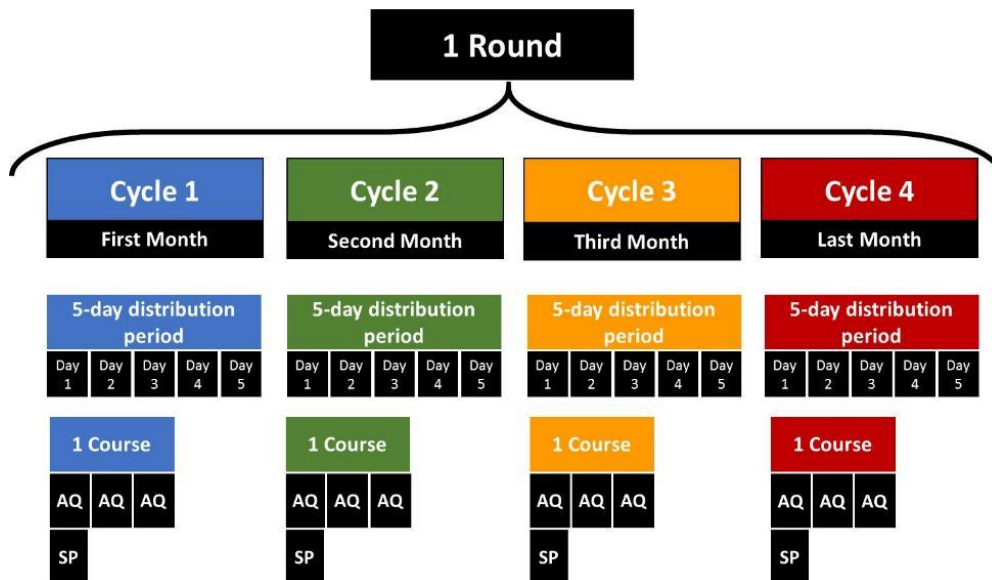 1 Round
Cycle 1
First Month
Cycle 2
Second Month
Cycle 3
Third Month
Cycle 4
Last Month
5-day distribution
period
Day
1
Day
2
Day
3
Day
4
Day
5
5-day distribution
period
Day
1
Day
2
Day
3
Day
4
Day
5
5-day distribution
period
Day
1
Day
2
Day
3
Day
4
Day
5
5-day distribution
period
Day
1
Day
2
Day
3
Day
4
Day
5
1 Course
AQ AQ AQ
SP
1 Course
AQ AQ AQ
SP
1 Course
AQ AQ AQ
SP
1 Course
AQ AQ AQ
SP